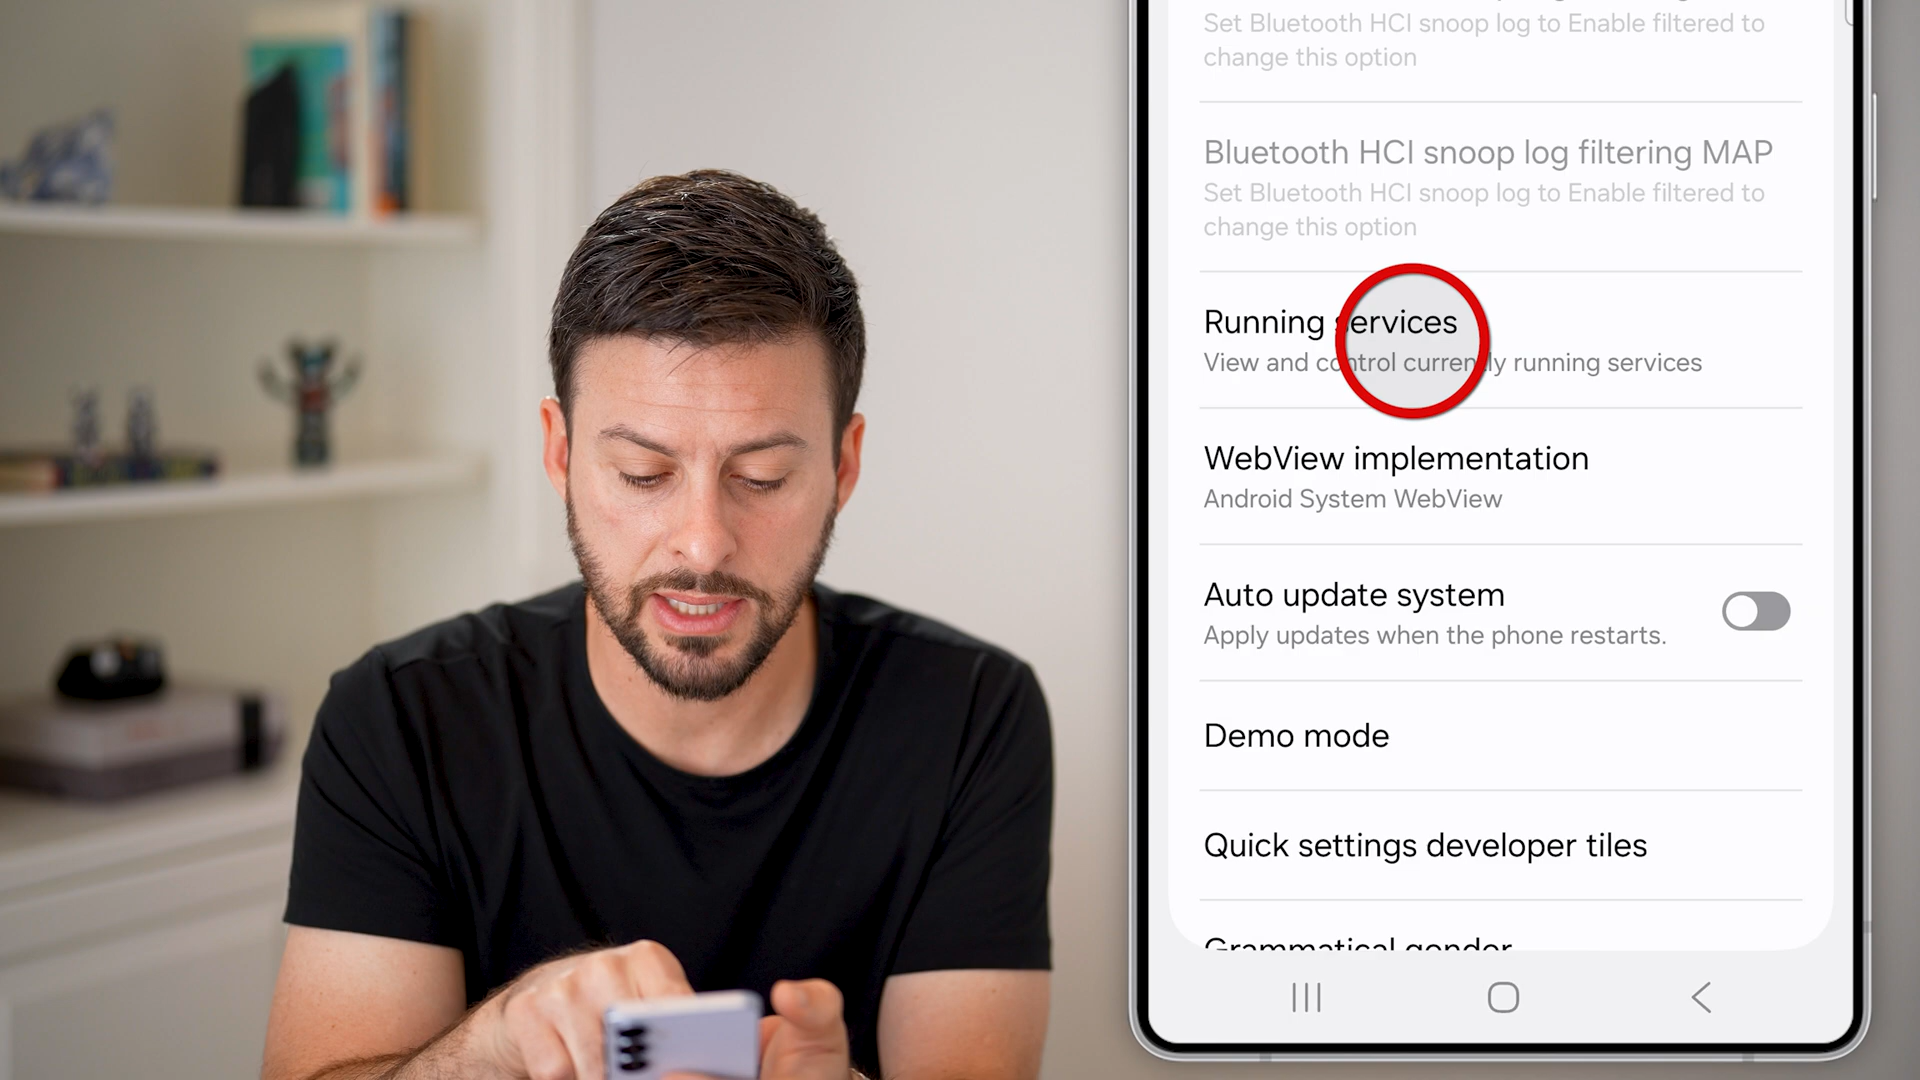 Set Bluetooth HCI snoop log to Enable filtered to
change this option
Bluetooth HCI snoop log filtering MAP
Set Bluetooth HCI snoop log to Enable filtered to
change this option
Running services
View and control currently running services
WebView implementation
Android System WebView
Auto update system
Apply updates when the phone restarts.
Demo mode
Quick settings developer tiles
Grammatical gender